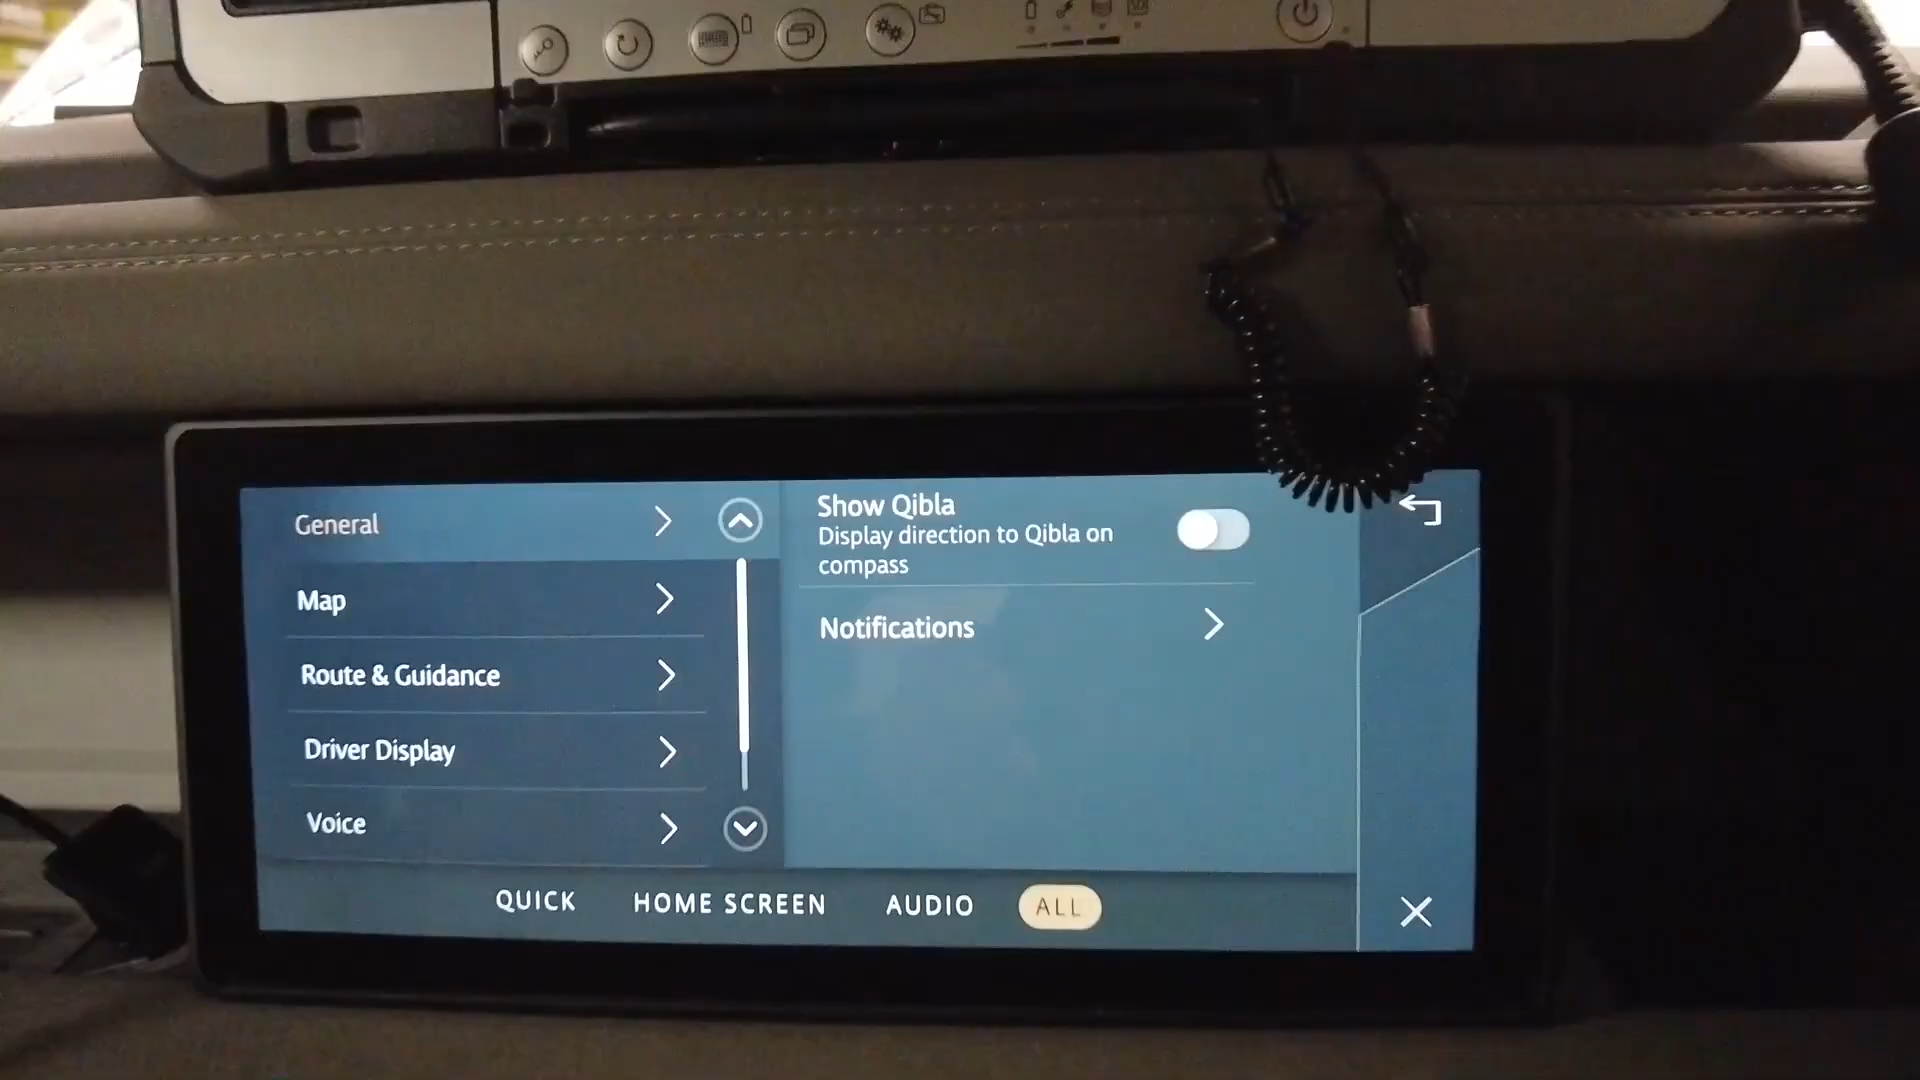 General
Map
Route & Guidance
Driver Display
Voice
Show Qibla
Display direction to Qibla on
compass
Notifications
QUICK HOME SCREEN AUDIO ALL